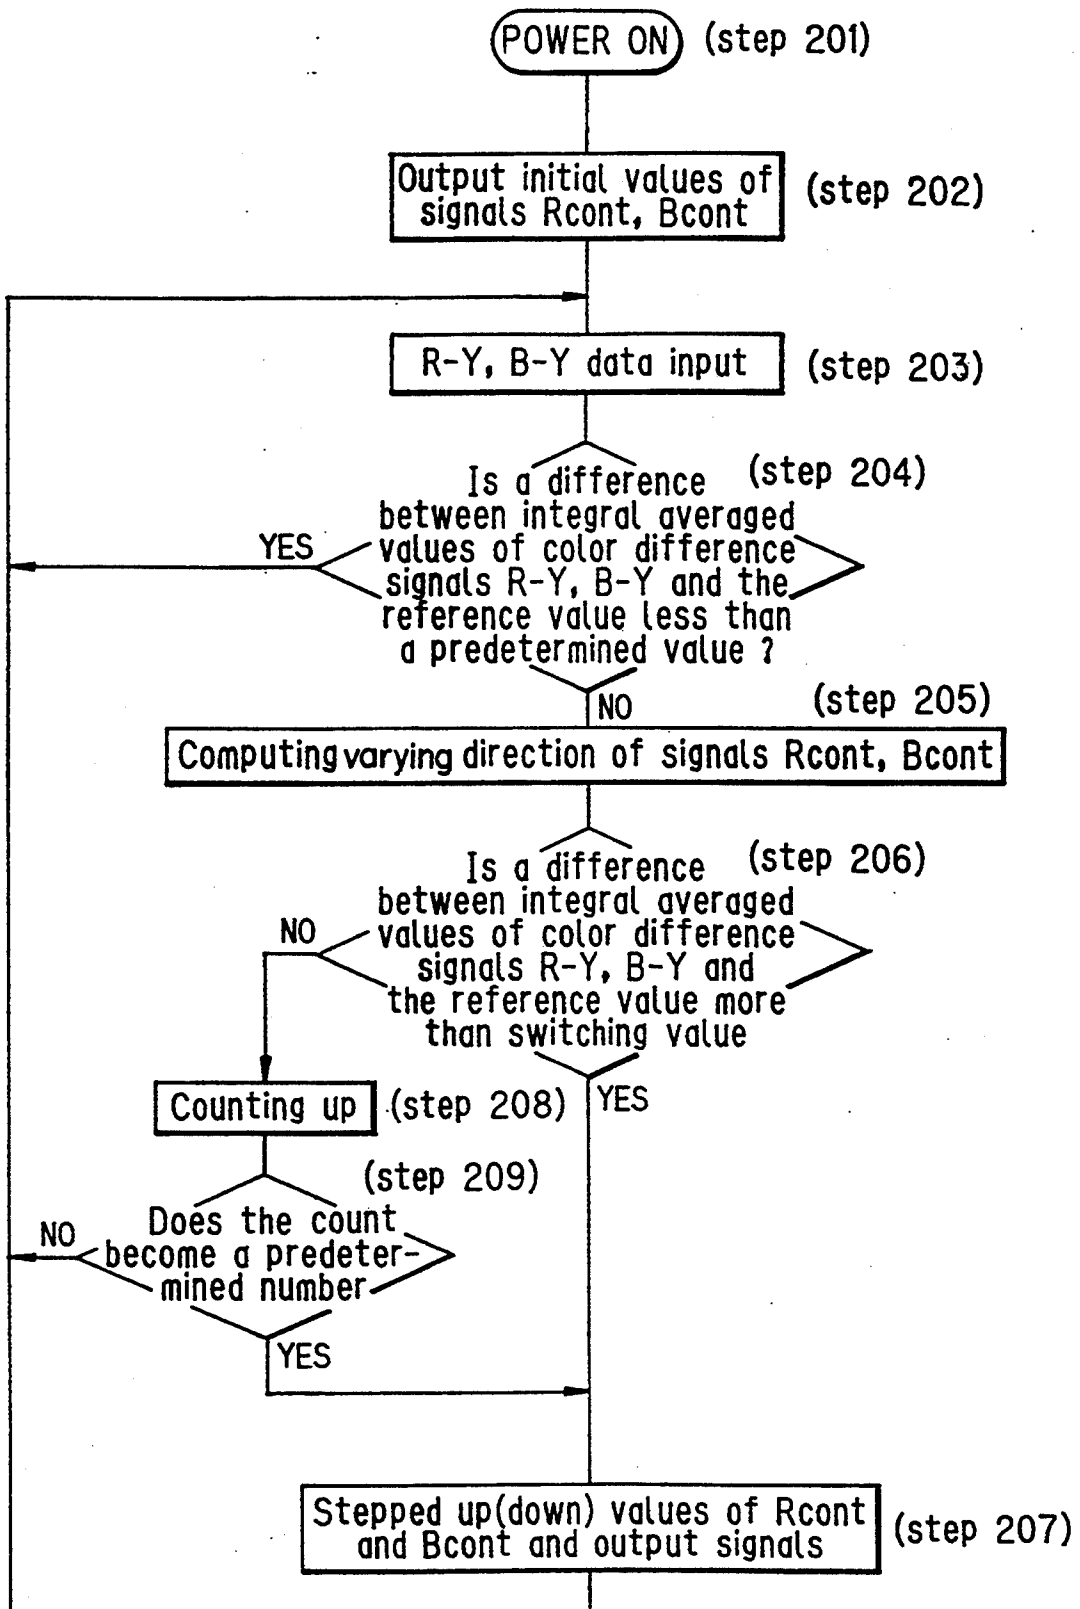 POWER ON (step 201)
Output initial values of
signals Rcont, Bcont
(step 202)
R-Y, B-Y data input
(step 203)
(step 204)
Is a difference
between integral averaged
values of color difference
signals R-Y, B-Y and the
reference value less than
a predetermined value ?
YES
NO
(step 205)
Computing varying direction of signals Rcont, Bcont
(step 206)
Is a difference
between integral averaged
values of color difference
signals R-Y, B-Y and
the reference value more
than switching value
NO
YES
Counting up (step 208)
(step 209)
Does the count
become a predeter-
mined number
NO
YES
Stepped up(down) values of Rcont
and Bcont and output signals
(step 207)